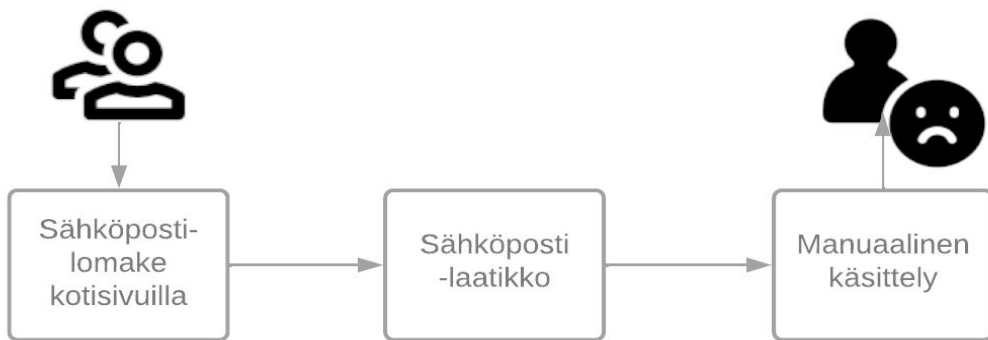 Sähköposti-
lomake
kotisivuilla
Sähköposti
-laatikko
Manuaalinen
käsittely